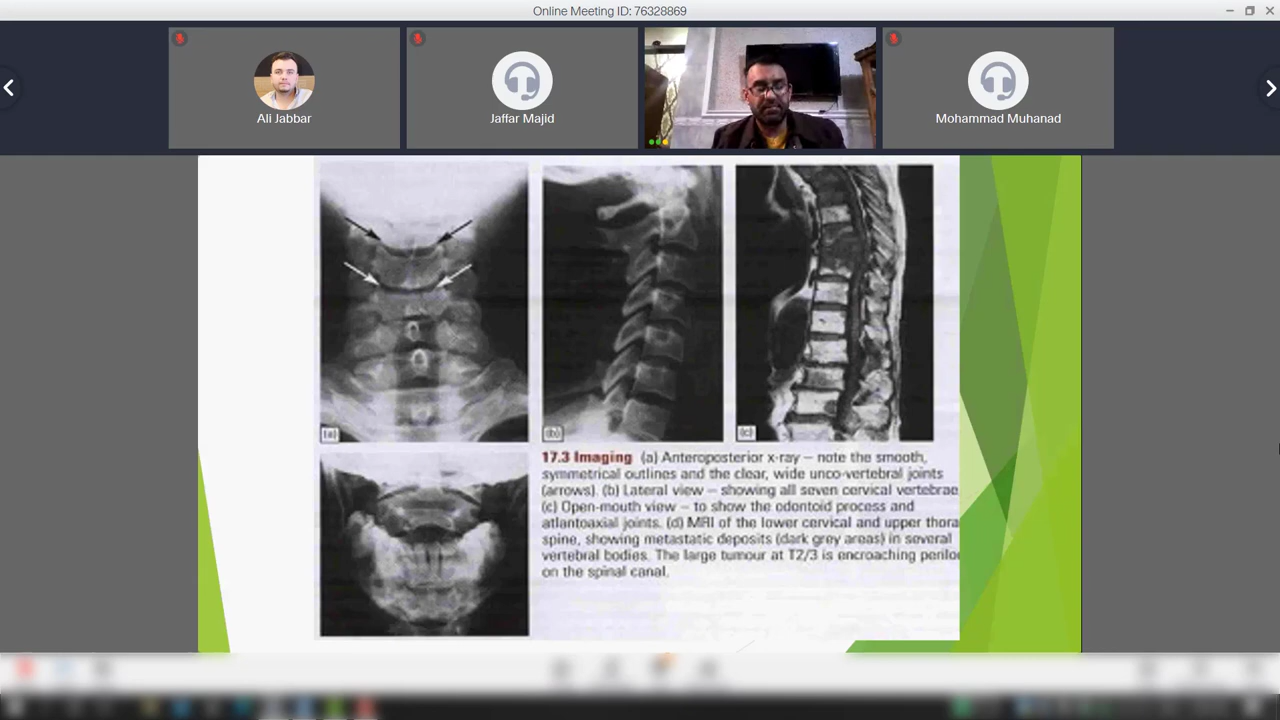 Online Meeting ID: 76328869
Ali Jabbar
Jaffar Majid
Mohammad Muhanad
(a)
(b)
(c)
17.3 Imaging (a) Anteroposterior x-ray – note the smooth,
symmetrical outlines and the clear, wide unco-vertebral joints
(arrows). (b) Lateral view – showing all seven cervical vertebrae
(c) Open-mouth view – to show the odontoid process and
atlantoaxial joints. (d) MRI of the lower cervical and upper thora
spine, showing metastatic deposits (dark grey areas) in several
vertebral bodies. The large tumour at T2/3 is encroaching perilo
on the spinal canal.